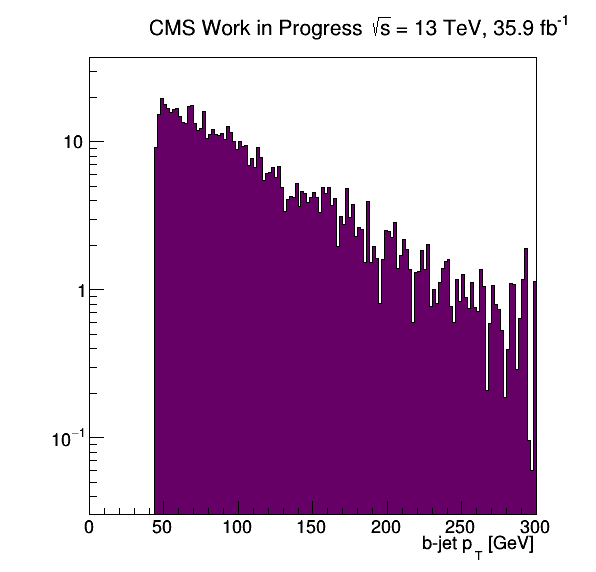 CMS Work in Progress √s = 13 TeV, 35.9 fb⁻¹
10
1
10⁻¹
0 50 100 150 200 250 300
b-jet p_T [GeV]